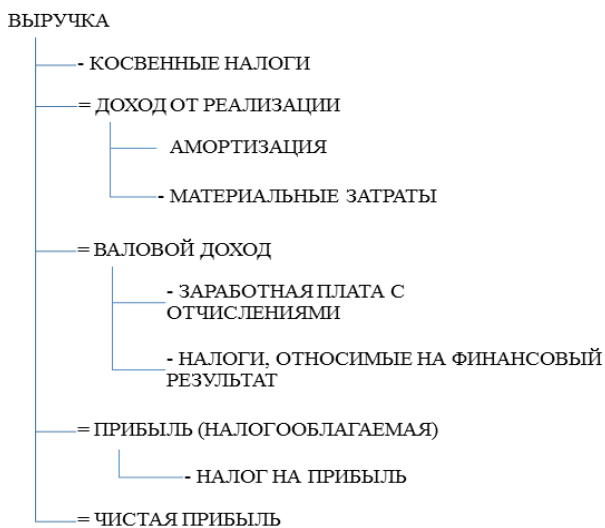 ВЫРУЧКА
- КОСВЕННЫЕ НАЛОГИ
= ДОХОД ОТ РЕАЛИЗАЦИИ
АМОРТИЗАЦИЯ
- МАТЕРИАЛЬНЫЕ ЗАТРАТЫ
= ВАЛОВОЙ ДОХОД
- ЗАРАБОТНАЯ ПЛАТА С
ОТЧИСЛЕНИЯМИ
- НАЛОГИ, ОТНОСИМЫЕ НА ФИНАНСОВЫЙ
РЕЗУЛЬТАТ
= ПРИБЫЛЬ (НАЛОГООБЛАГАЕМАЯ)
- НАЛОГ НА ПРИБЫЛЬ
= ЧИСТАЯ ПРИБЫЛЬ